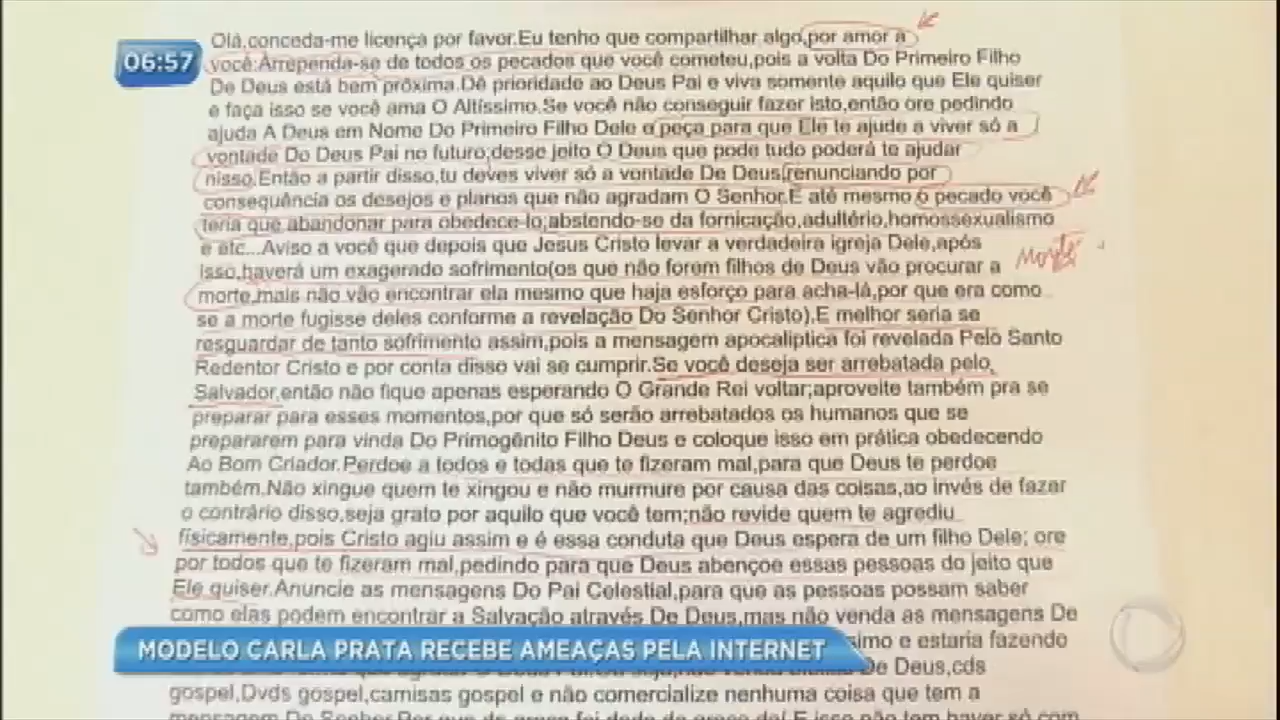 06:57
Olá,conceda-me licença por favor.Eu tenho que compartilhar algo,por amor a
você:Arrependa-se de todos os pecados que você cometeu,pois a volta Do Primeiro Filho
De Deus está bem próxima.Dê prioridade ao Deus Pai e viva somente aquilo que Ele quiser
e faça isso se você ama O Altíssimo.Se você não conseguir fazer isto,então ore pedindo
ajuda A Deus em Nome Do Primeiro Filho Dele e peça para que Ele te ajude a viver só a
vontade Do Deus Pai no futuro;desse jeito O Deus que pode tudo poderá te ajudar
nisso.Então a partir disso,tu deves viver só a vontade De Deus,renunciando por
consequência os desejos e planos que não agradam O Senhor.E até mesmo o pecado você
teria que abandonar para obedece-lo;abstendo-se da fornicação,adultério,homossexualismo
e etc...Aviso a você que depois que Jesus Cristo levar a verdadeira igreja Dele,após
isso,haverá um exagerado sofrimento(os que não forem filhos de Deus vão procurar a
morte,mais não vão encontrar ela mesmo que haja esforço para acha-lá,por que era como
se a morte fugisse deles conforme a revelação Do Senhor Cristo).E melhor seria se
resguardar de tanto sofrimento assim,pois a mensagem apocaliptica foi revelada Pelo Santo
Redentor Cristo e por conta disso vai se cumprir.Se você deseja ser arrebatada pelo
Salvador,então não fique apenas esperando O Grande Rei voltar;aproveite também pra se
preparar para esses momentos,por que só serão arrebatados os humanos que se
prepararem para vinda Do Primogênito Filho Deus e coloque isso em prática obedecendo
Ao Bom Criador.Perdoe a todos e todas que te fizeram mal,para que Deus te perdoe
também.Não xingue quem te xingou e não murmure por causa das coisas,ao invés de fazar
o contrário disso,seja grato por aquilo que você tem;não revide quem te agrediu
físicamente,pois Cristo agiu assim e é essa conduta que Deus espera de um filho Dele; ore
por todos que te fizeram mal,pedindo para que Deus abençoe essas pessoas do jeito que
Ele quiser.Anuncie as mensagens Do Pai Celestial,para que as pessoas possam saber
como elas podem encontrar a Salvação através De Deus,mas não venda as mensagens De
simo e estaria fazendo
MODELO CARLA PRATA RECEBE AMEAÇAS PELA INTERNET
De Deus,cds
gospel,Dvds gospel,camisas gospel e não comercialize nenhuma coisa que tem a